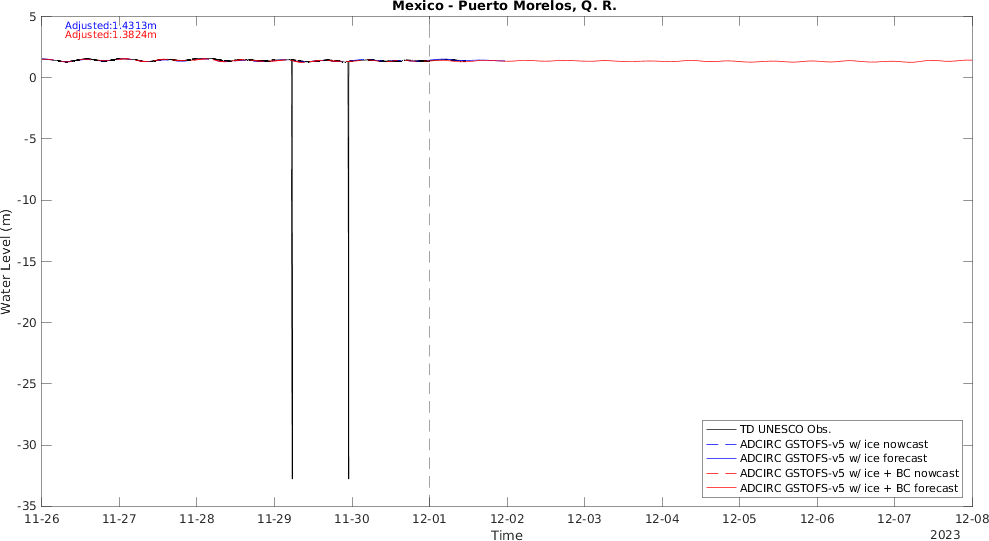 Mexico - Puerto Morelos, Q. R.
Adjusted:1.4313m
Adjusted:1.3824m
Water Level (m)
5
0
-5
-10
-15
-20
-25
-30
-35
TD UNESCO Obs.
ADCIRC GSTOFS-v5 w/ ice nowcast
ADCIRC GSTOFS-v5 w/ ice forecast
ADCIRC GSTOFS-v5 w/ ice + BC nowcast
ADCIRC GSTOFS-v5 w/ ice + BC forecast
11-26 11-27 11-28 11-29 11-30 12-01 12-02 12-03 12-04 12-05 12-06 12-07 12-08
Time
2023